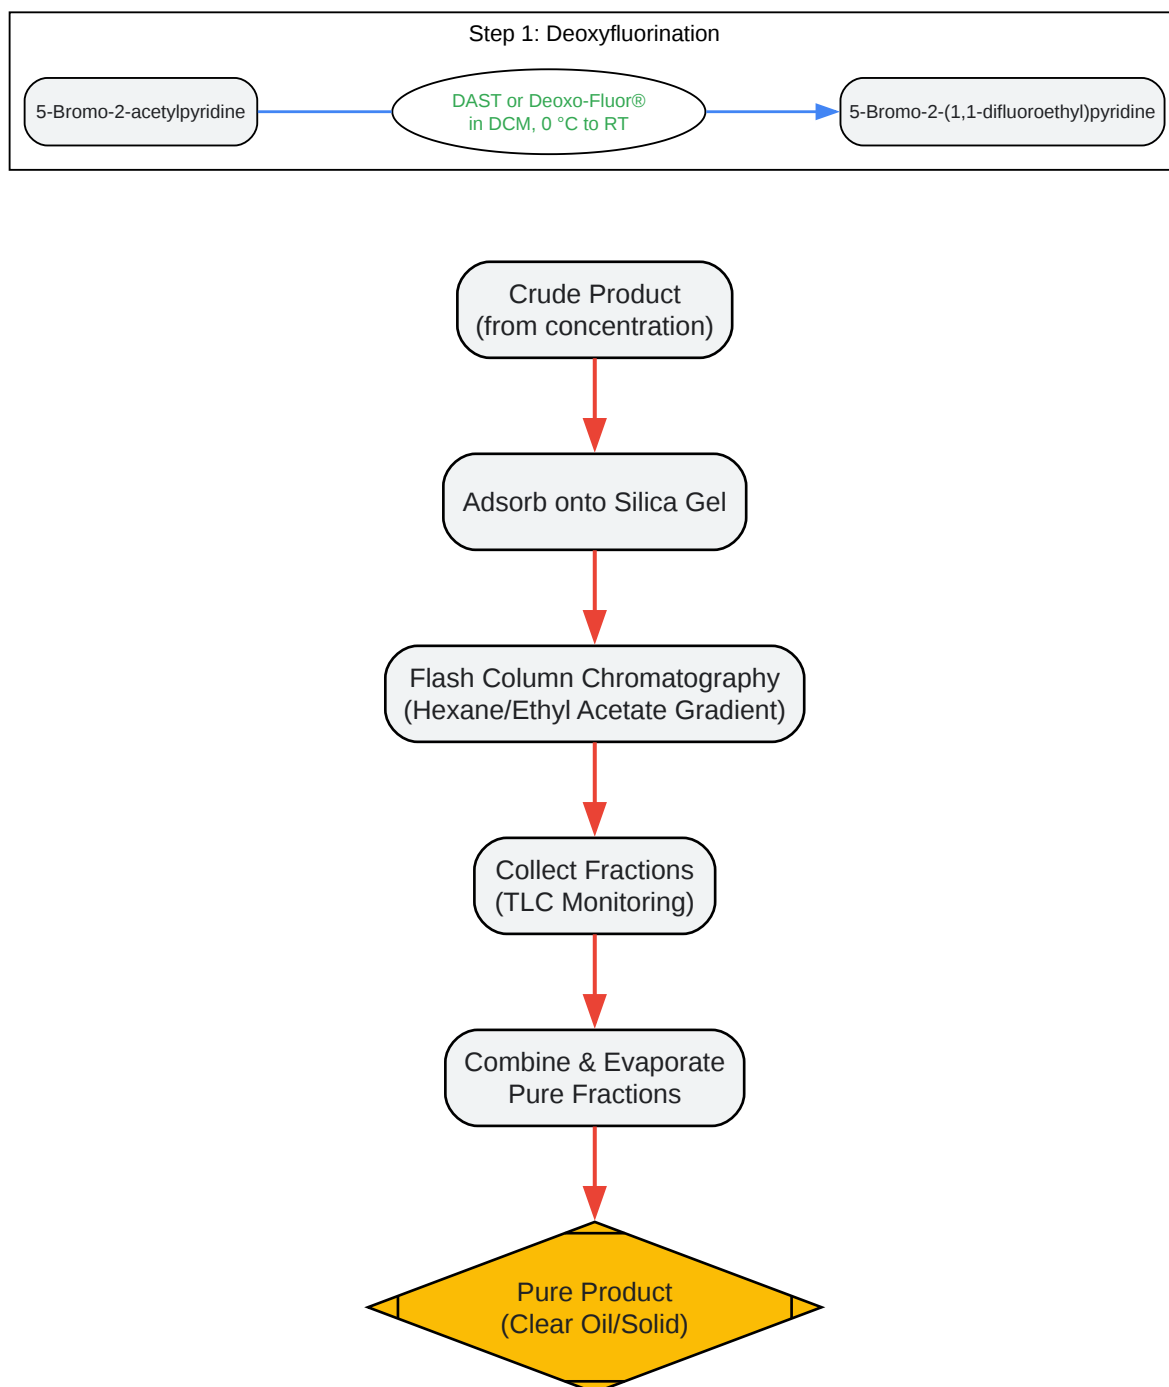 Step 1: Deoxyfluorination
5-Bromo-2-acetylpyridine
DAST or Deoxo-Fluor®
in DCM, 0 °C to RT
5-Bromo-2-(1,1-difluoroethyl)pyridine
Crude Product
(from concentration)
Adsorb onto Silica Gel
Flash Column Chromatography
(Hexane/Ethyl Acetate Gradient)
Collect Fractions
(TLC Monitoring)
Combine & Evaporate
Pure Fractions
Pure Product
(Clear Oil/Solid)